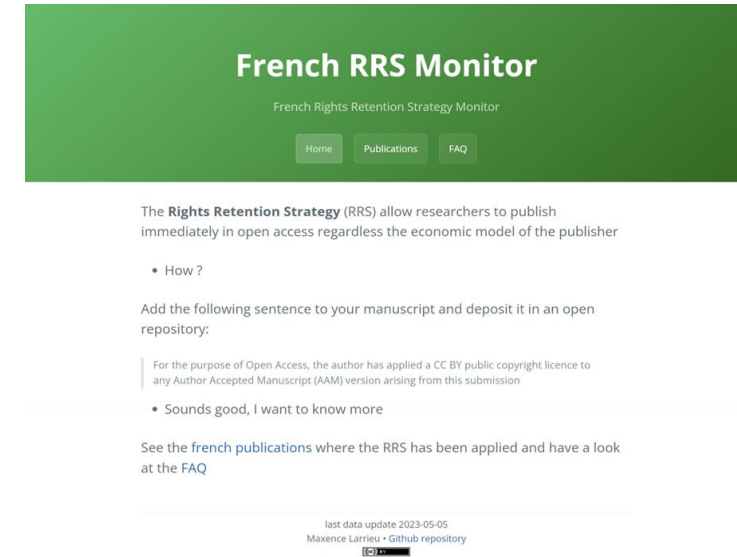 French RRS Monitor
French Rights Retention Strategy Monitor
Home Publications FAQ
The Rights Retention Strategy (RRS) allow researchers to publish
immediately in open access regardless the economic model of the publisher
• How ?
Add the following sentence to your manuscript and deposit it in an open
repository:
For the purpose of Open Access, the author has applied a CC BY public copyright licence to
any Author Accepted Manuscript (AAM) version arising from this submission
• Sounds good, I want to know more
See the french publications where the RRS has been applied and have a look
at the FAQ
last data update 2023-05-05
Maxence Larrieu • Github repository
(cc) BY